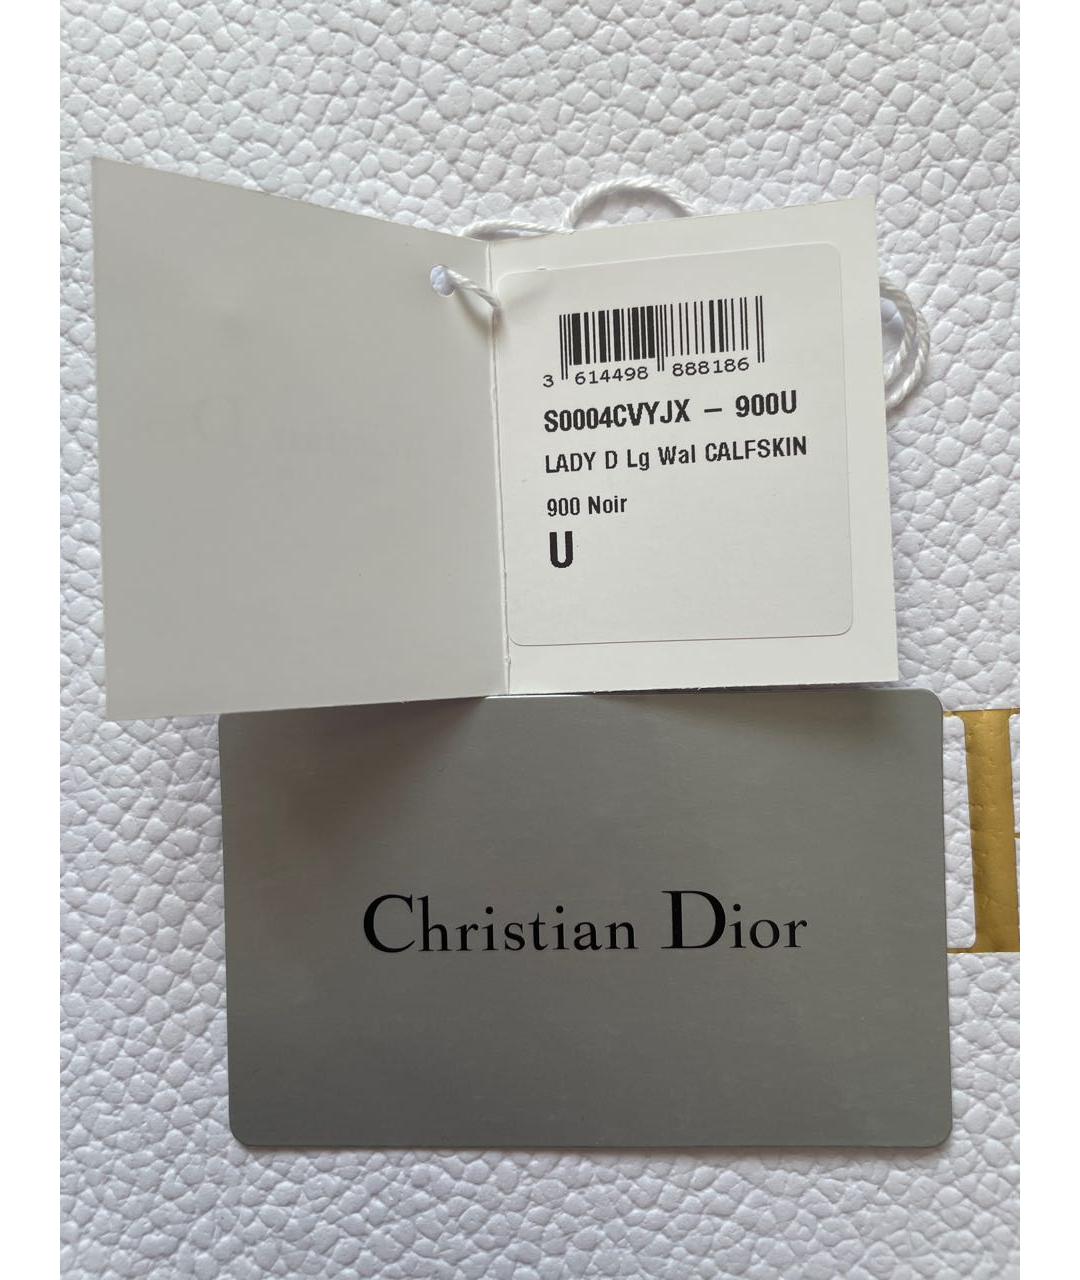 3 614498 888186
S0004CVYJX – 900U
LADY D Lg Wal CALFSKIN
900 Noir
U
Christian Dior